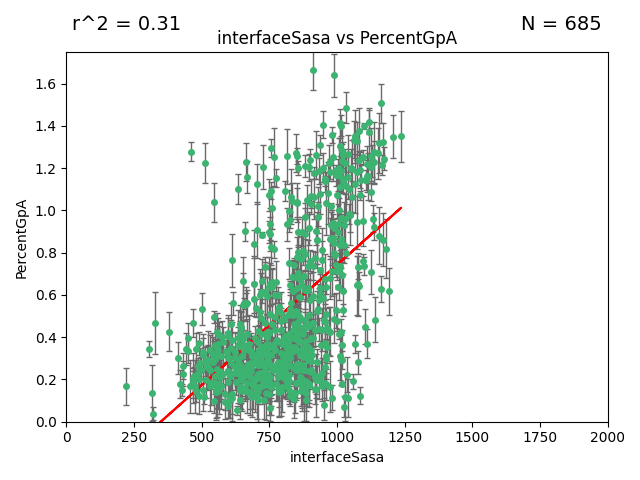 r^2 = 0.31 N = 685
interfaceSasa vs PercentGpA
1.6
1.4
1.2
1.0
0.8
0.6
0.4
0.2
0.0
PercentGpA
0 250 500 750 1000 1250 1500 1750 2000
interfaceSasa